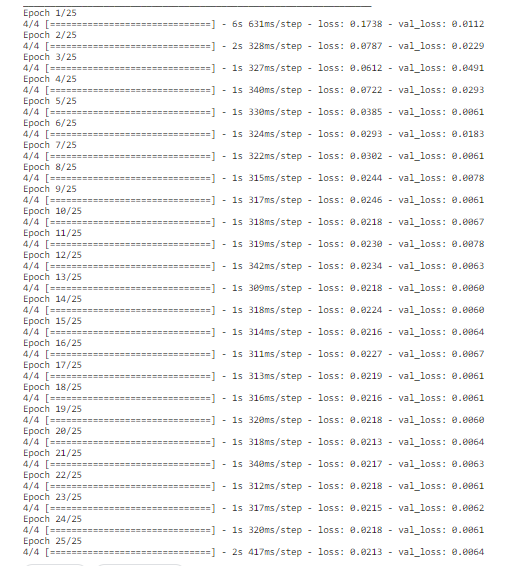 Epoch 1/25
4/4 [==============================] - 6s 631ms/step - loss: 0.1738 - val_loss: 0.0112
Epoch 2/25
4/4 [==============================] - 2s 328ms/step - loss: 0.0787 - val_loss: 0.0229
Epoch 3/25
4/4 [==============================] - 1s 327ms/step - loss: 0.0612 - val_loss: 0.0491
Epoch 4/25
4/4 [==============================] - 1s 340ms/step - loss: 0.0722 - val_loss: 0.0293
Epoch 5/25
4/4 [==============================] - 1s 330ms/step - loss: 0.0385 - val_loss: 0.0061
Epoch 6/25
4/4 [==============================] - 1s 324ms/step - loss: 0.0293 - val_loss: 0.0183
Epoch 7/25
4/4 [==============================] - 1s 322ms/step - loss: 0.0302 - val_loss: 0.0061
Epoch 8/25
4/4 [==============================] - 1s 315ms/step - loss: 0.0244 - val_loss: 0.0078
Epoch 9/25
4/4 [==============================] - 1s 317ms/step - loss: 0.0246 - val_loss: 0.0061
Epoch 10/25
4/4 [==============================] - 1s 318ms/step - loss: 0.0218 - val_loss: 0.0067
Epoch 11/25
4/4 [==============================] - 1s 319ms/step - loss: 0.0230 - val_loss: 0.0078
Epoch 12/25
4/4 [==============================] - 1s 342ms/step - loss: 0.0234 - val_loss: 0.0063
Epoch 13/25
4/4 [==============================] - 1s 309ms/step - loss: 0.0218 - val_loss: 0.0060
Epoch 14/25
4/4 [==============================] - 1s 318ms/step - loss: 0.0224 - val_loss: 0.0060
Epoch 15/25
4/4 [==============================] - 1s 314ms/step - loss: 0.0216 - val_loss: 0.0064
Epoch 16/25
4/4 [==============================] - 1s 311ms/step - loss: 0.0227 - val_loss: 0.0067
Epoch 17/25
4/4 [==============================] - 1s 313ms/step - loss: 0.0219 - val_loss: 0.0061
Epoch 18/25
4/4 [==============================] - 1s 316ms/step - loss: 0.0216 - val_loss: 0.0061
Epoch 19/25
4/4 [==============================] - 1s 320ms/step - loss: 0.0218 - val_loss: 0.0060
Epoch 20/25
4/4 [==============================] - 1s 318ms/step - loss: 0.0213 - val_loss: 0.0064
Epoch 21/25
4/4 [==============================] - 1s 340ms/step - loss: 0.0217 - val_loss: 0.0063
Epoch 22/25
4/4 [==============================] - 1s 312ms/step - loss: 0.0218 - val_loss: 0.0061
Epoch 23/25
4/4 [==============================] - 1s 317ms/step - loss: 0.0215 - val_loss: 0.0062
Epoch 24/25
4/4 [==============================] - 1s 320ms/step - loss: 0.0218 - val_loss: 0.0061
Epoch 25/25
4/4 [==============================] - 2s 417ms/step - loss: 0.0213 - val_loss: 0.0064